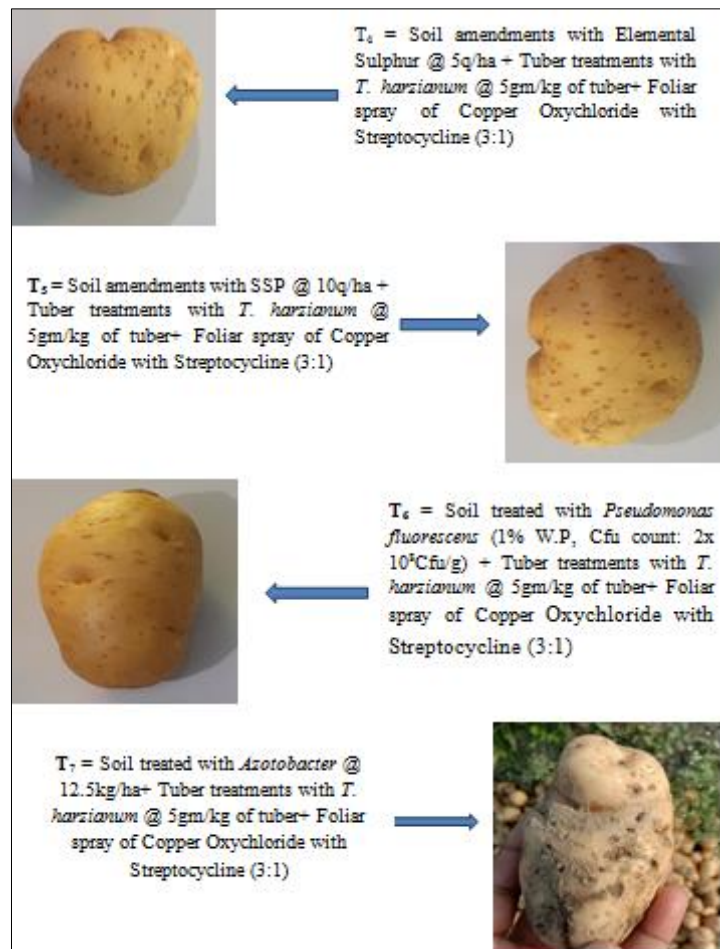 T₄ = Soil amendments with Elemental
Sulphur @ 5q/ha + Tuber treatments with
T. harzianum @ 5gm/kg of tuber+ Foliar
spray of Copper Oxychloride with
Streptocycline (3:1)
T₅ = Soil amendments with SSP @ 10q/ha +
Tuber treatments with T. harzianum @
5gm/kg of tuber+ Foliar spray of Copper
Oxychloride with Streptocycline (3:1)
T₆ = Soil treated with Pseudomonas
fluorescens (1% W.P, Cfu count: 2x
10⁸Cfu/g) + Tuber treatments with T.
harzianum @ 5gm/kg of tuber+ Foliar
spray of Copper Oxychloride with
Streptocycline (3:1)
T₇ = Soil treated with Azotobacter @
12.5kg/ha+ Tuber treatments with T.
harzianum @ 5gm/kg of tuber+ Foliar
spray of Copper Oxychloride with
Streptocycline (3:1)